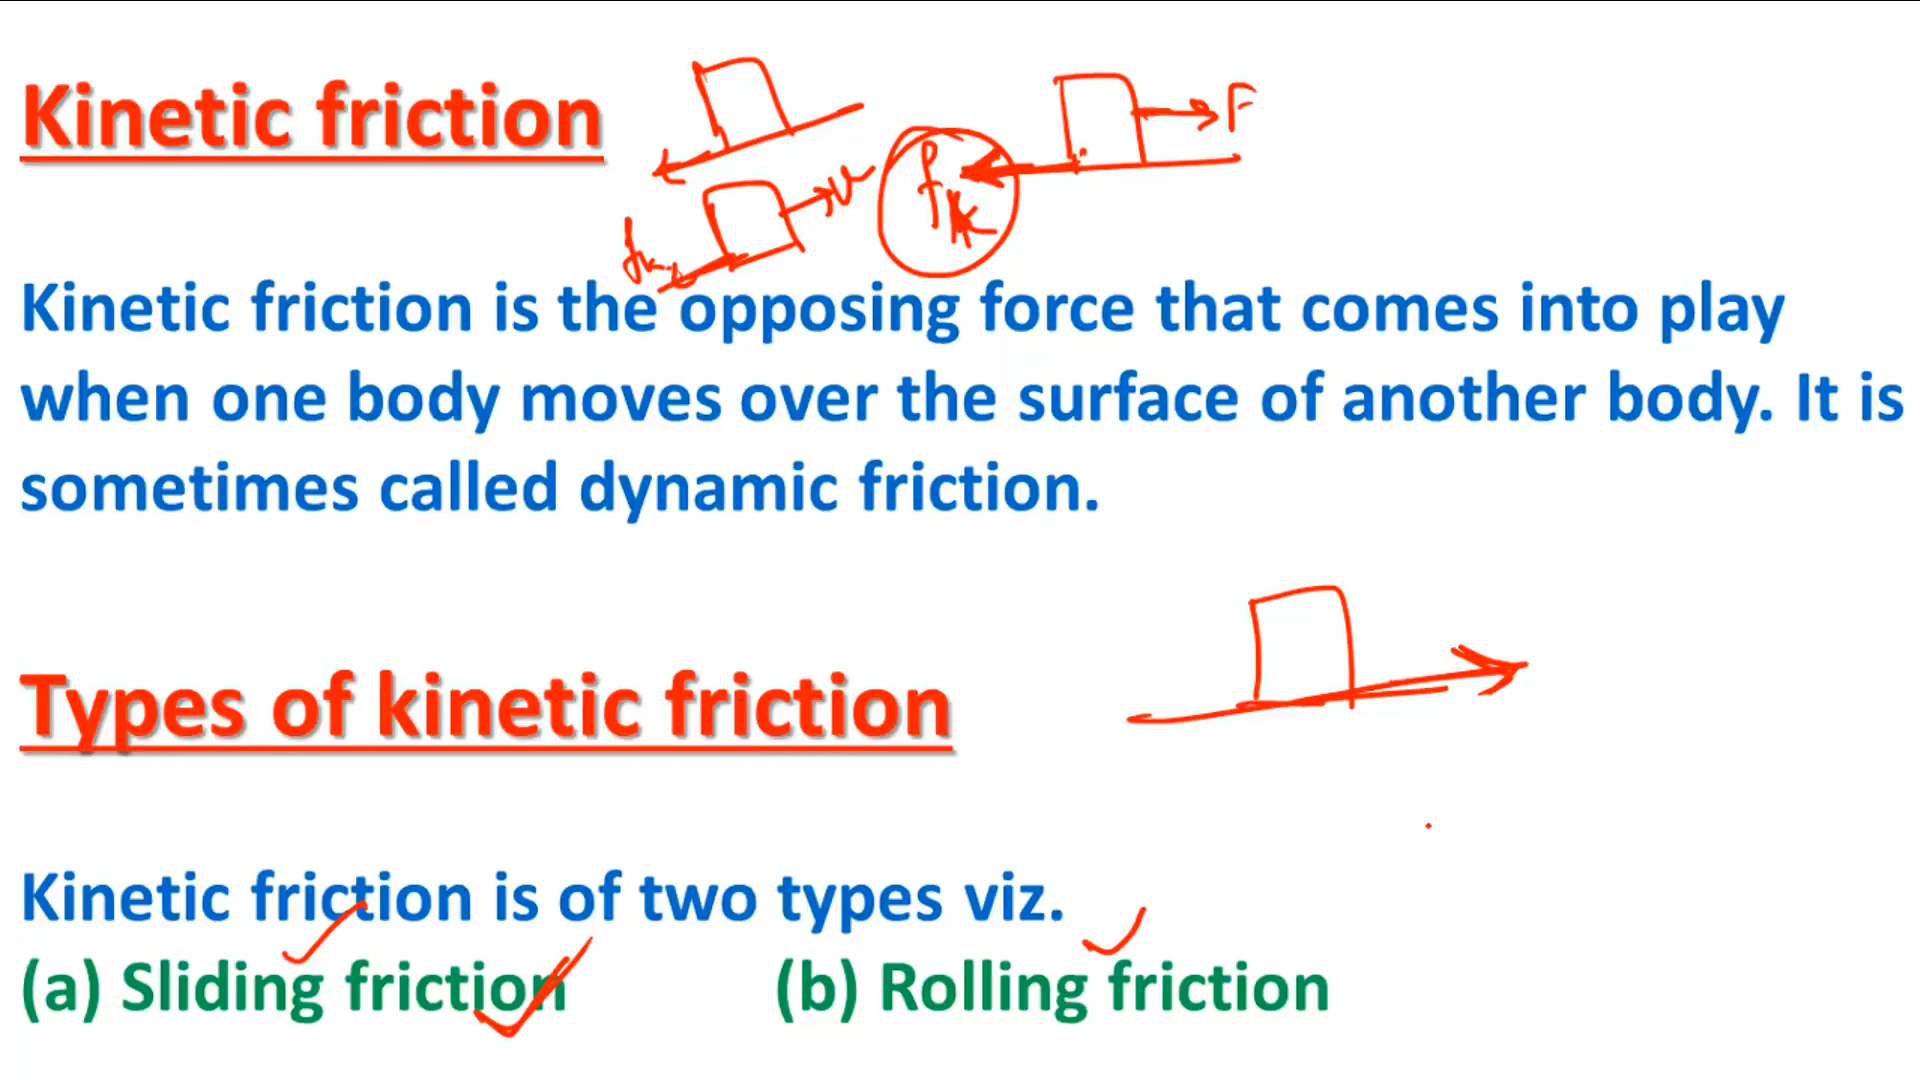 Kinetic friction
F
v
fk
fk
Kinetic friction is the opposing force that comes into play
when one body moves over the surface of another body. It is
sometimes called dynamic friction.
Types of kinetic friction
Kinetic friction is of two types viz.
(a) Sliding friction (b) Rolling friction